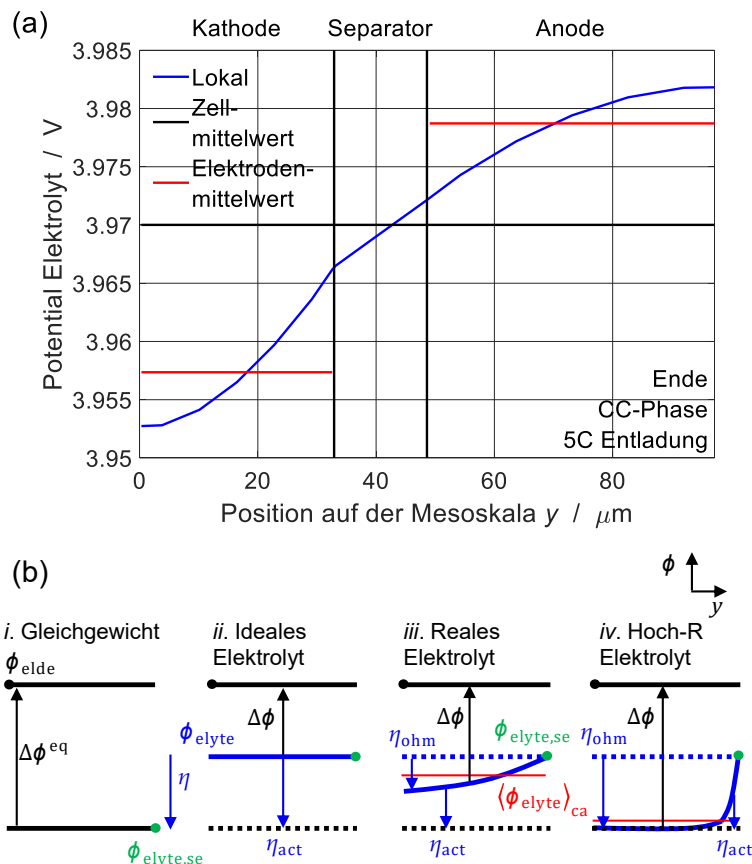 (a)
Kathode Separator Anode
3.985
3.98
3.975
3.97
3.965
3.96
3.955
3.95
Potential Elektrolyt / V
Lokal
Zell-
mittelwert
Elektroden-
mittelwert
Ende
CC-Phase
5C Entladung
0 20 40 60 80
Position auf der Mesoskala y / μm
(b)
ϕ
y
i. Gleichgewicht
ϕelde
Δϕeq
ϕelyte,se
ii. Ideales
Elektrolyt
Δϕ
ϕelyte
η
ηact
iii. Reales
Elektrolyt
Δϕ
ηohm
ϕelyte,se
⟨ϕelyte⟩ca
ηact
iv. Hoch-R
Elektrolyt
Δϕ
ηohm
ηact